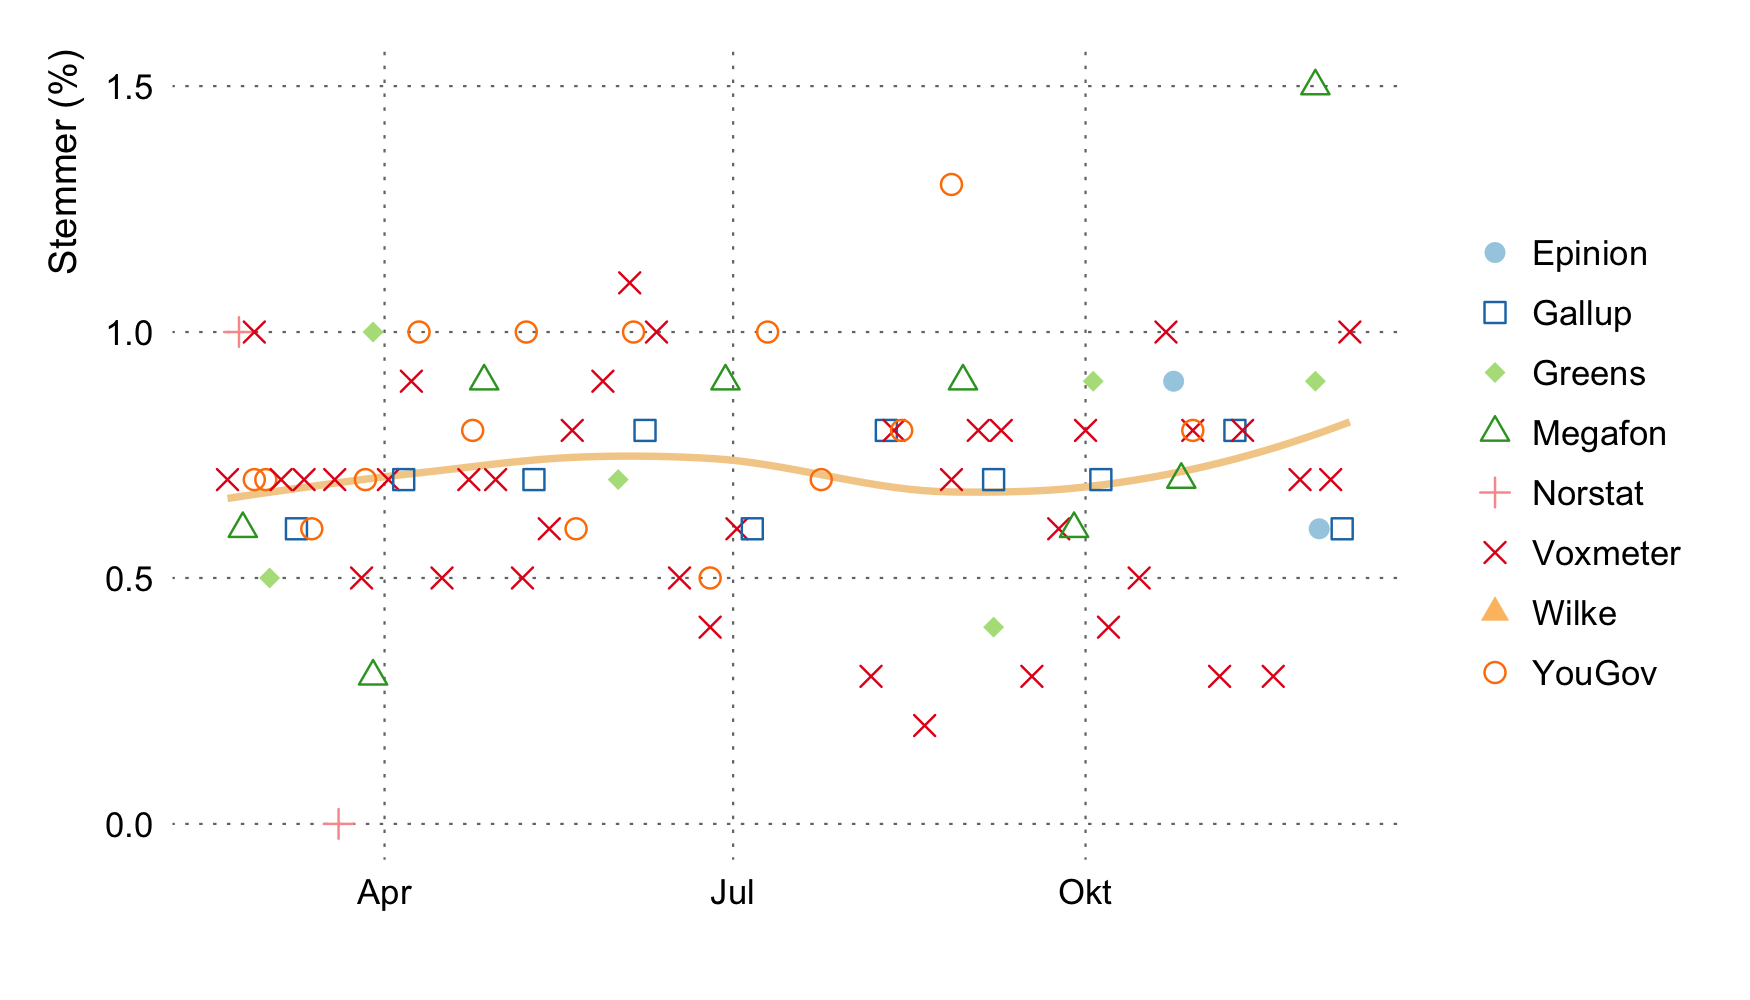 Stemmer (%)
1.5
1.0
0.5
0.0
Apr
Jul
Okt
Epinion
Gallup
Greens
Megafon
Norstat
Voxmeter
Wilke
YouGov